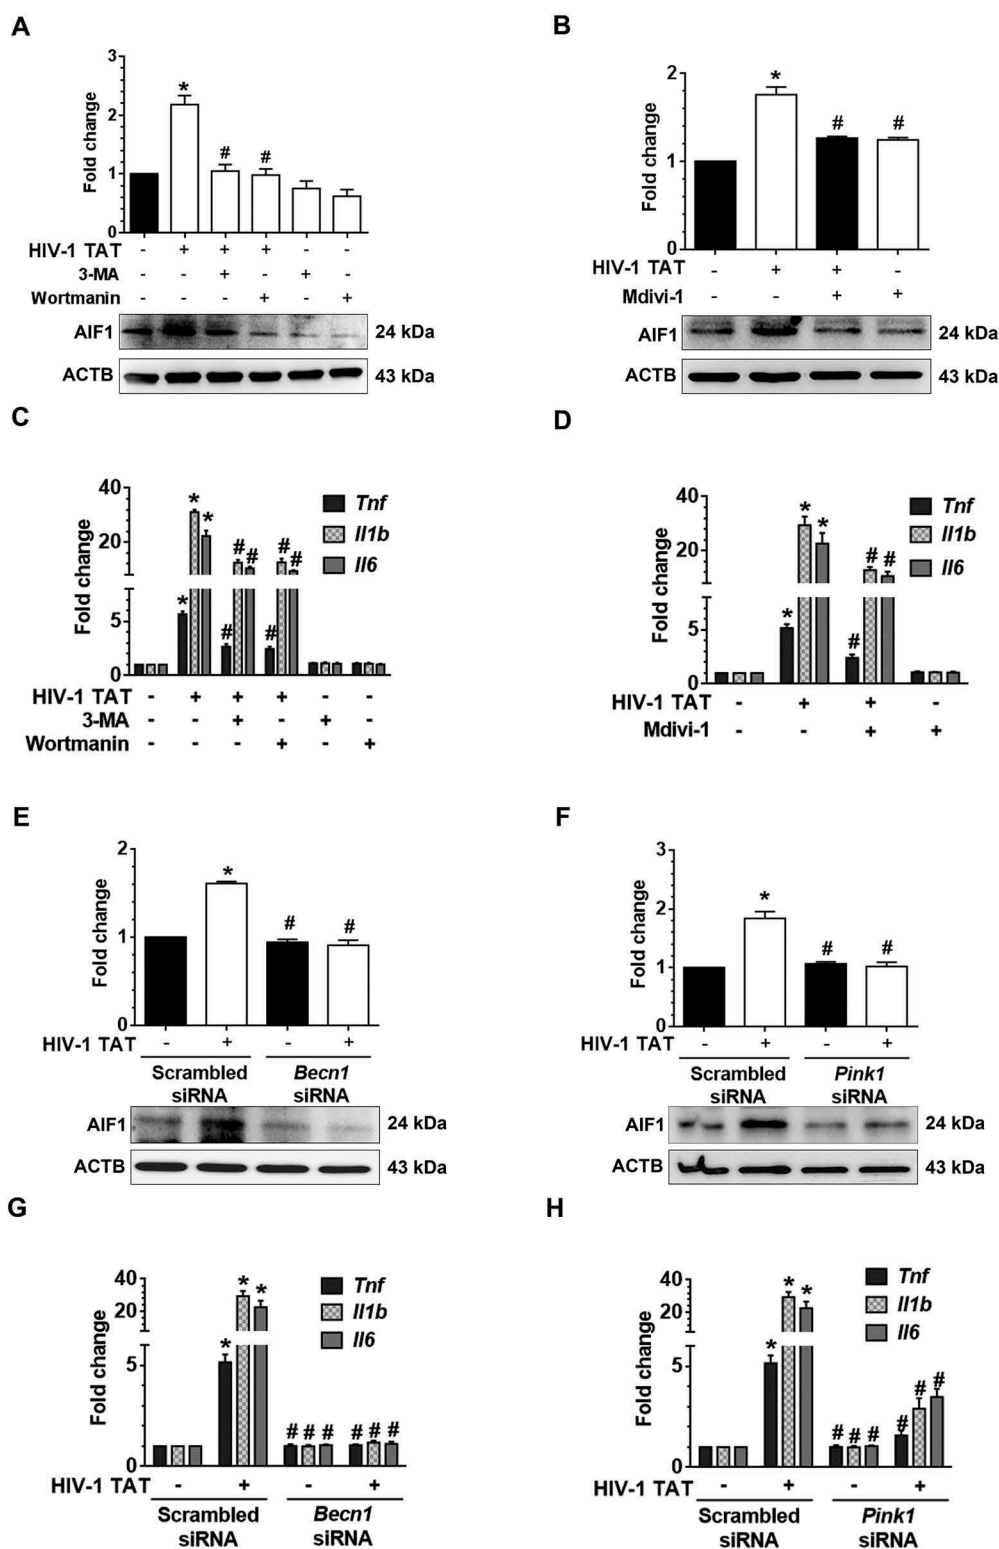 A
3
2
1
0
Fold change
*
#
#
HIV-1 TAT - + + + - -
3-MA - - + - + -
Wortmanin - - - + - +
AIF1 24 kDa
ACTB 43 kDa
B
2
1
0
Fold change
*
#
#
HIV-1 TAT - + + -
Mdivi-1 - - + +
AIF1 24 kDa
ACTB 43 kDa
C
40
20
5
0
Fold change
* * *
# # #
# # #
Tnf
Il1b
Il6
HIV-1 TAT - + + + - -
3-MA - - + - + -
Wortmanin - - - + - +
D
40
20
5
0
Fold change
* * *
# # #
Tnf
Il1b
Il6
HIV-1 TAT - + + -
Mdivi-1 - - + +
E
2
1
0
Fold change
*
#
#
HIV-1 TAT - + - +
Scrambled siRNA
Becn1 siRNA
AIF1 24 kDa
ACTB 43 kDa
F
3
2
1
0
Fold change
*
#
#
HIV-1 TAT - + - +
Scrambled siRNA
Pink1 siRNA
AIF1 24 kDa
ACTB 43 kDa
G
40
20
5
0
Fold change
* * *
# # # # # #
Tnf
Il1b
Il6
HIV-1 TAT - + - +
Scrambled siRNA
Becn1 siRNA
H
40
20
5
0
Fold change
* * *
# # # # # #
Tnf
Il1b
Il6
HIV-1 TAT - + - +
Scrambled siRNA
Pink1 siRNA